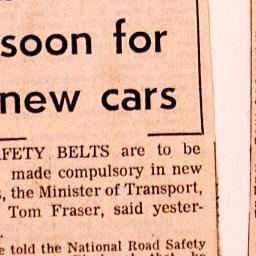 soon for
new cars
FETY BELTS are to be
made compulsory in new
, the Minister of Transport,
Tom Fraser, said yester-
.
e told the National Road Safety